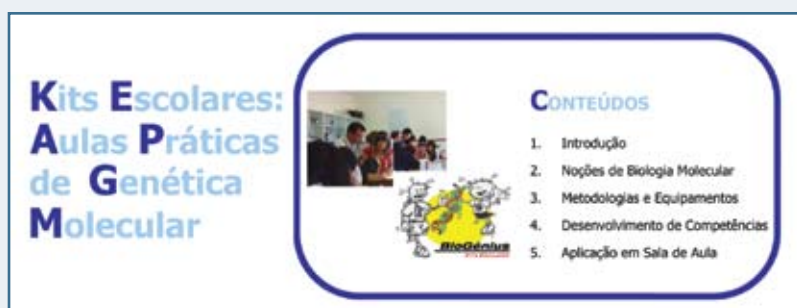 Kits Escolares:
Aulas Práticas
de Genética
Molecular
CONTEÚDOS
1. Introdução
2. Noções de Biologia Molecular
3. Metodologias e Equipamentos
4. Desenvolvimento de Competências
5. Aplicação em Sala de Aula
BioGénius